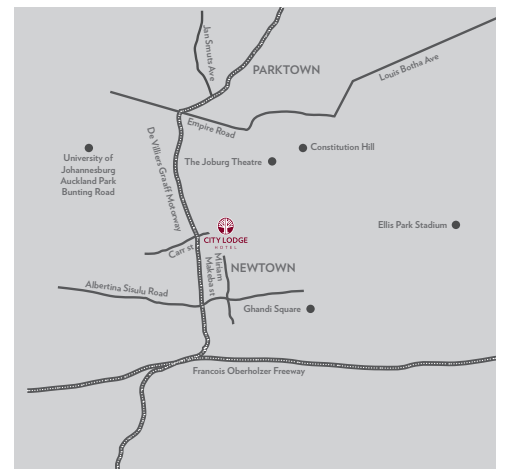 Jan Smuts Ave
PARKTOWN
Louis Botha Ave
Empire Road
De Villiers Graaff Motorway
Constitution Hill
The Joburg Theatre
University of
Johannesburg
Auckland Park
Bunting Road
Ellis Park Stadium
CITY LODGE
HOTEL
Carr st
Miriam
Makeba st
NEWTOWN
Albertina Sisulu Road
Ghandi Square
Francois Oberholzer Freeway